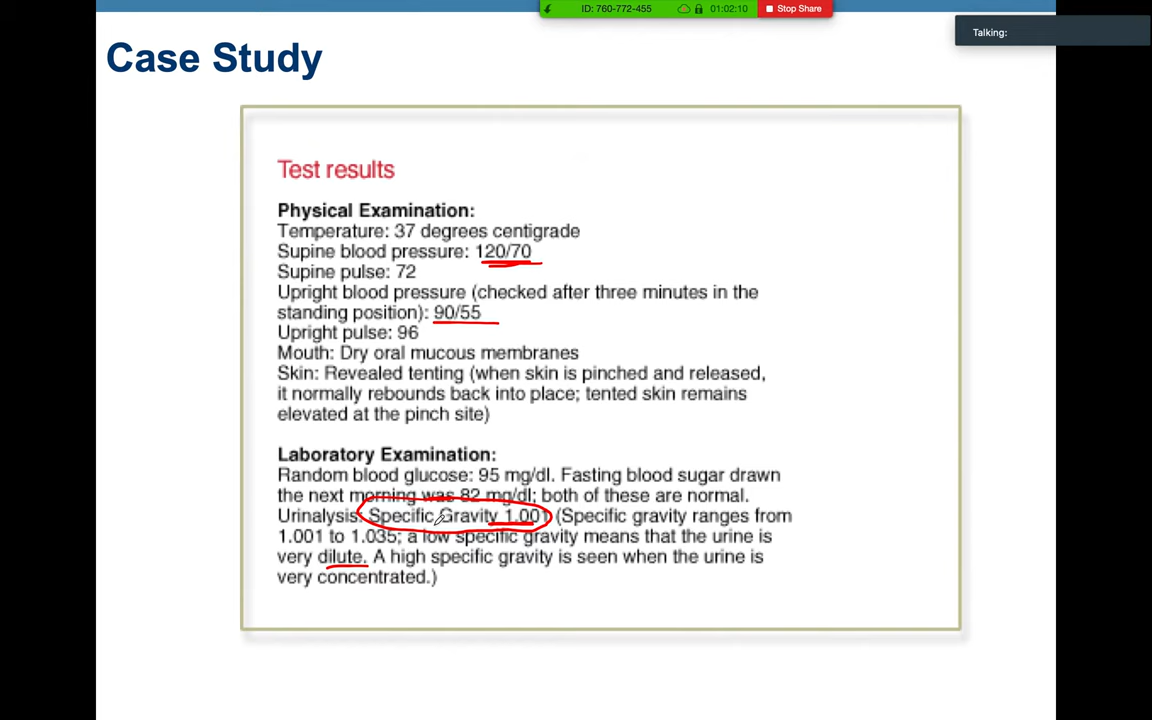 ID: 760-772-455
01:02:10
Stop Share
Talking:
Case Study
Test results
Physical Examination:
Temperature: 37 degrees centigrade
Supine blood pressure: 120/70
Supine pulse: 72
Upright blood pressure (checked after three minutes in the
standing position): 90/55
Upright pulse: 96
Mouth: Dry oral mucous membranes
Skin: Revealed tenting (when skin is pinched and released,
it normally rebounds back into place; tented skin remains
elevated at the pinch site)
Laboratory Examination:
Random blood glucose: 95 mg/dl. Fasting blood sugar drawn
the next morning was 82 mg/dl; both of these are normal.
Urinalysis: Specific Gravity 1.001 (Specific gravity ranges from
1.001 to 1.035; a low specific gravity means that the urine is
very dilute. A high specific gravity is seen when the urine is
very concentrated.)